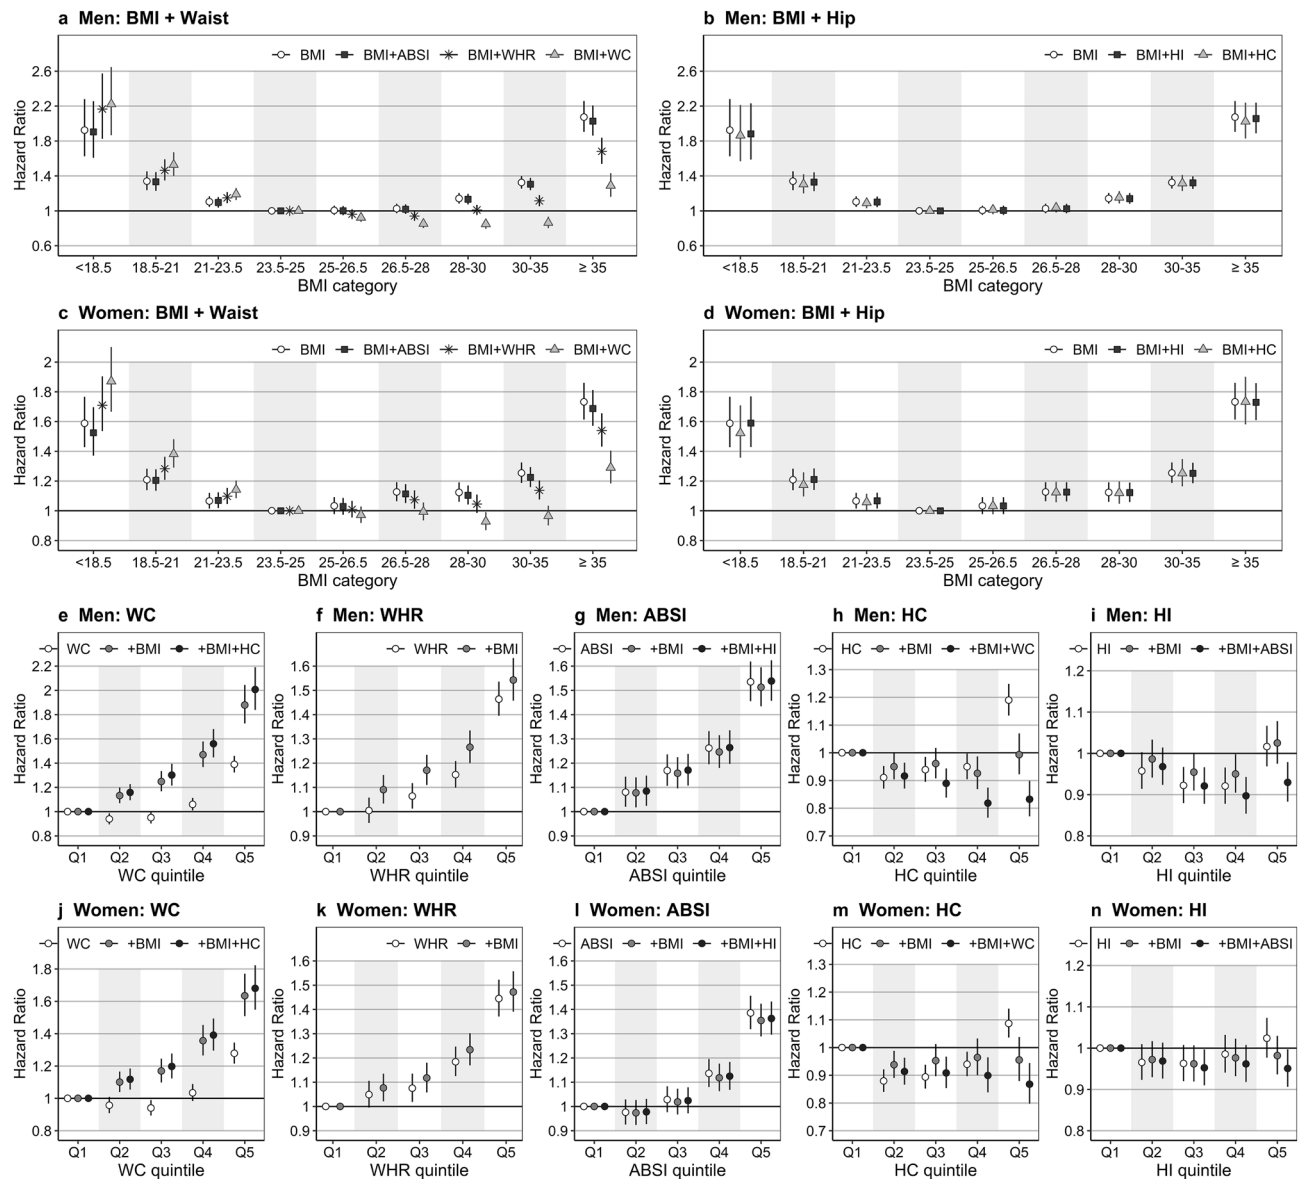 a Men: BMI + Waist
BMI BMI+ABSI BMI+WHR BMI+WC
Hazard Ratio
2.6
2.2
1.8
1.4
1
0.6
<18.5 18.5-21 21-23.5 23.5-25 25-26.5 26.5-28 28-30 30-35 ≥ 35
BMI category
b Men: BMI + Hip
BMI BMI+HI BMI+HC
Hazard Ratio
2.6
2.2
1.8
1.4
1
0.6
<18.5 18.5-21 21-23.5 23.5-25 25-26.5 26.5-28 28-30 30-35 ≥ 35
BMI category
c Women: BMI + Waist
BMI BMI+ABSI BMI+WHR BMI+WC
Hazard Ratio
2
1.8
1.6
1.4
1.2
1
0.8
<18.5 18.5-21 21-23.5 23.5-25 25-26.5 26.5-28 28-30 30-35 ≥ 35
BMI category
d Women: BMI + Hip
BMI BMI+HI BMI+HC
Hazard Ratio
2
1.8
1.6
1.4
1.2
1
0.8
<18.5 18.5-21 21-23.5 23.5-25 25-26.5 26.5-28 28-30 30-35 ≥ 35
BMI category
e Men: WC
WC +BMI +BMI+HC
Hazard Ratio
2.2
2
1.8
1.6
1.4
1.2
1
0.8
Q1 Q2 Q3 Q4 Q5
WC quintile
f Men: WHR
WHR +BMI
Hazard Ratio
1.6
1.5
1.4
1.3
1.2
1.1
1
0.9
Q1 Q2 Q3 Q4 Q5
WHR quintile
g Men: ABSI
ABSI +BMI +BMI+HI
Hazard Ratio
1.6
1.5
1.4
1.3
1.2
1.1
1
0.9
Q1 Q2 Q3 Q4 Q5
ABSI quintile
h Men: HC
HC +BMI +BMI+WC
Hazard Ratio
1.3
1.2
1.1
1
0.9
0.8
0.7
Q1 Q2 Q3 Q4 Q5
HC quintile
i Men: HI
HI +BMI +BMI+ABSI
Hazard Ratio
1.2
1.1
1
0.9
0.8
Q1 Q2 Q3 Q4 Q5
HI quintile
j Women: WC
WC +BMI +BMI+HC
Hazard Ratio
1.8
1.6
1.4
1.2
1
0.8
Q1 Q2 Q3 Q4 Q5
WC quintile
k Women: WHR
WHR +BMI
Hazard Ratio
1.6
1.5
1.4
1.3
1.2
1.1
1
0.9
Q1 Q2 Q3 Q4 Q5
WHR quintile
l Women: ABSI
ABSI +BMI +BMI+HI
Hazard Ratio
1.6
1.5
1.4
1.3
1.2
1.1
1
0.9
Q1 Q2 Q3 Q4 Q5
ABSI quintile
m Women: HC
HC +BMI +BMI+WC
Hazard Ratio
1.3
1.2
1.1
1
0.9
0.8
0.7
Q1 Q2 Q3 Q4 Q5
HC quintile
n Women: HI
HI +BMI +BMI+ABSI
Hazard Ratio
1.2
1.1
1
0.9
0.8
Q1 Q2 Q3 Q4 Q5
HI quintile